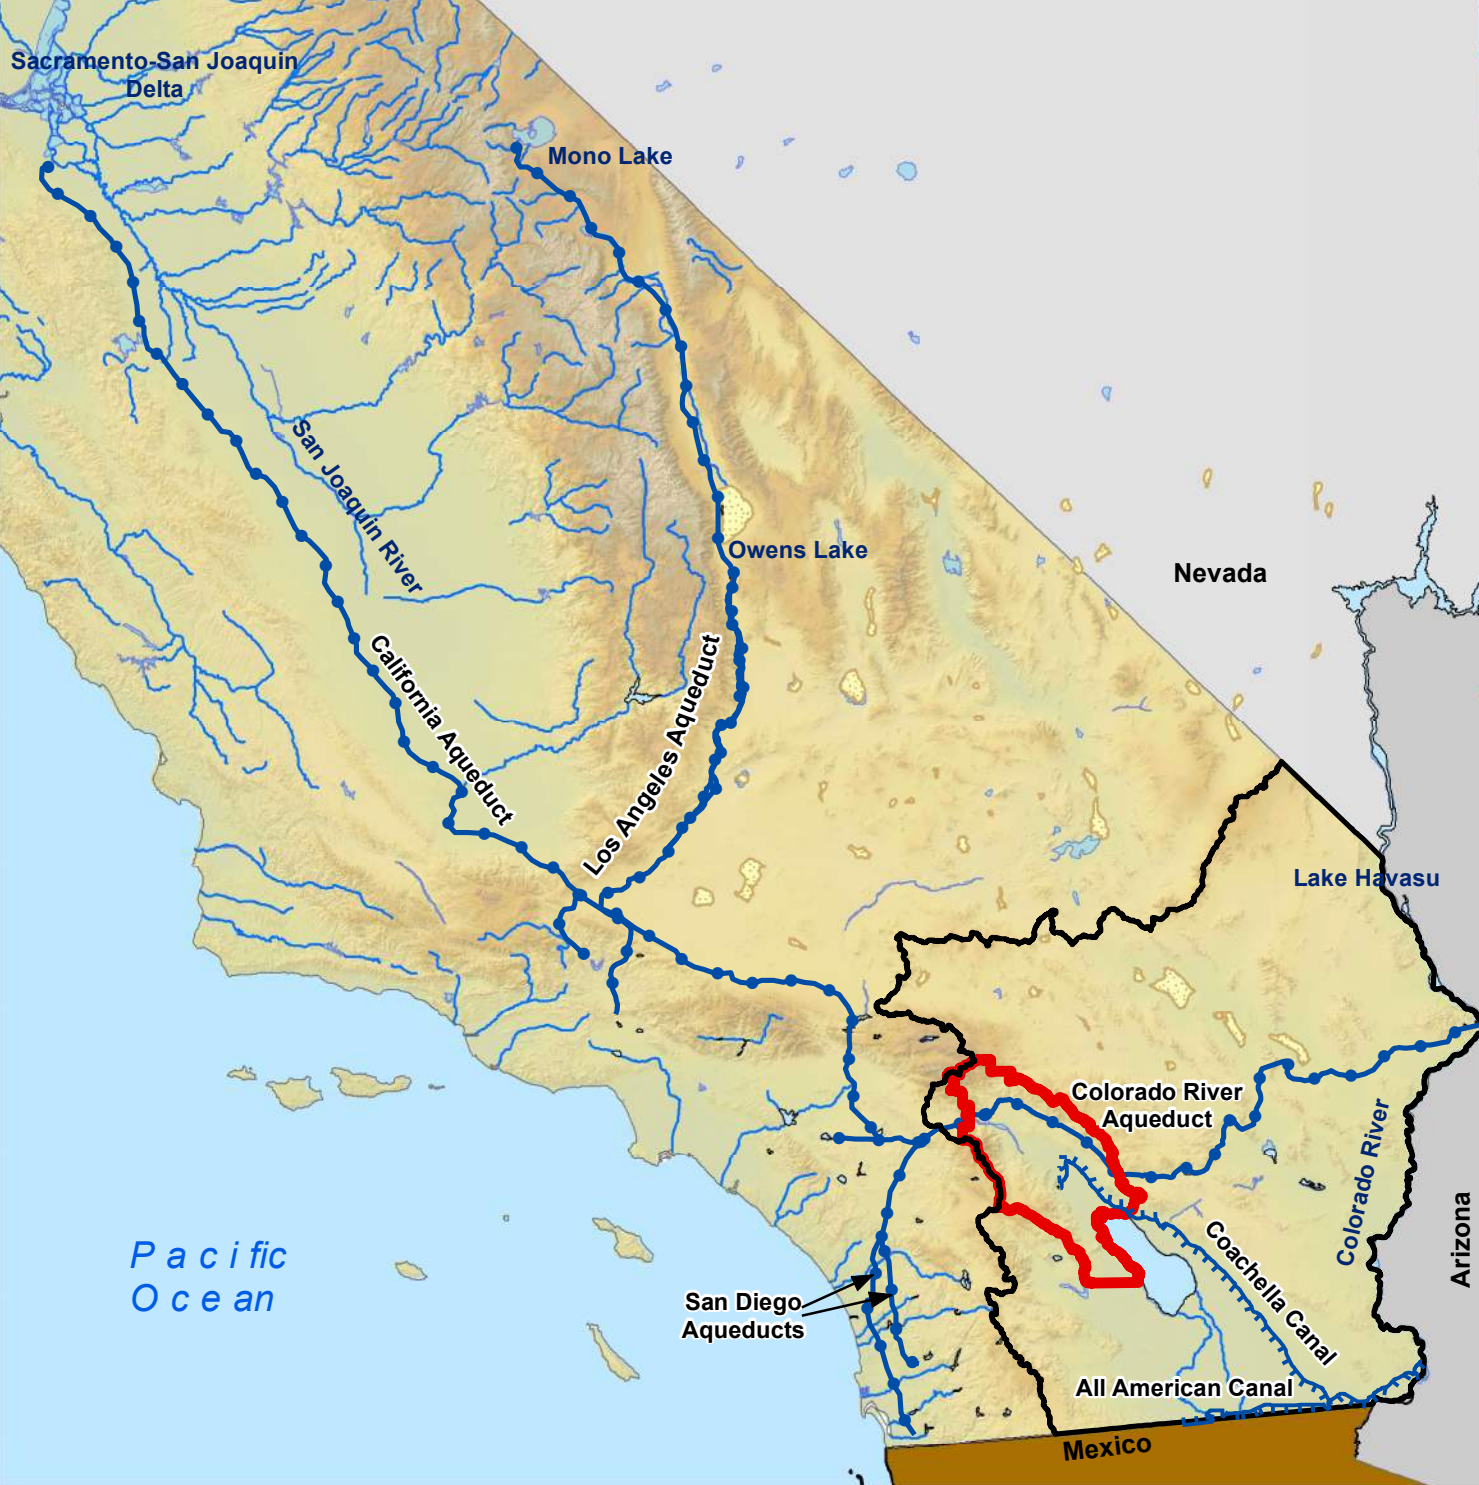 Sacramento-San Joaquin
Delta
Mono Lake
San Joaquin River
Owens Lake
Nevada
California Aqueduct
Los Angeles Aqueduct
Lake Havasu
Colorado River
Aqueduct
Colorado River
Arizona
Pacific
Ocean
Coachella Canal
San Diego
Aqueducts
All American Canal
Mexico